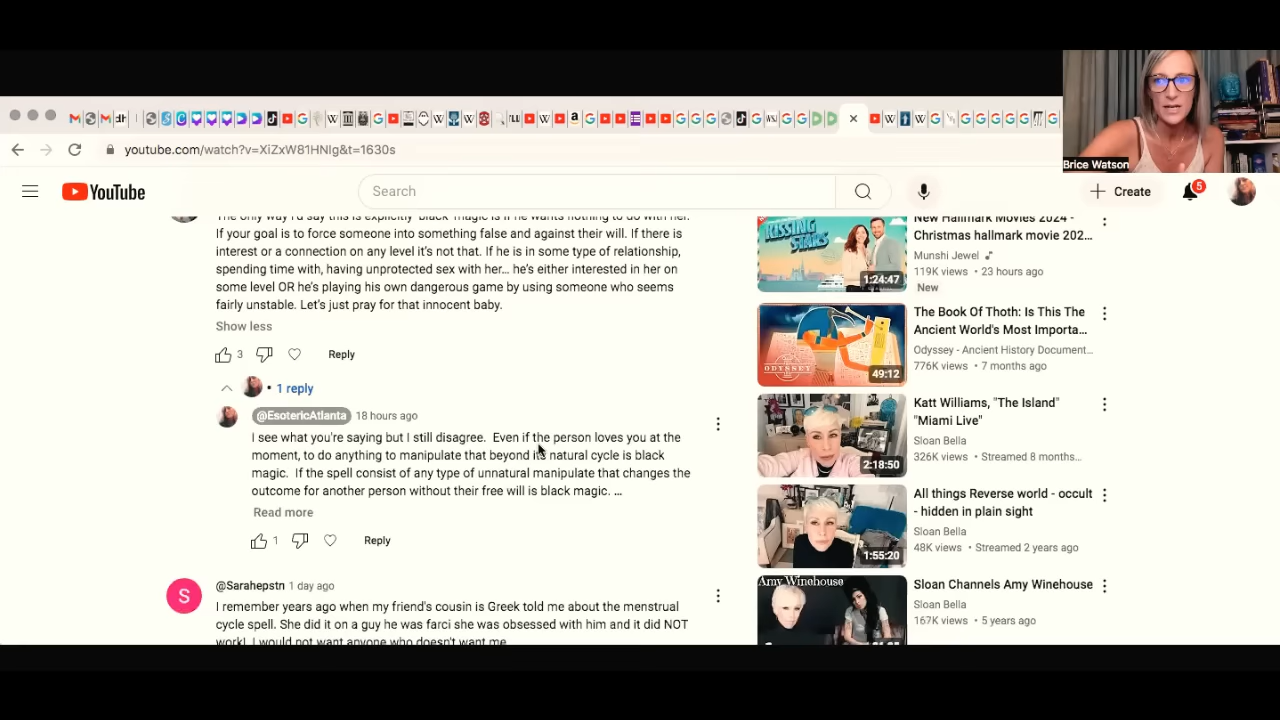 Brice Watson
youtube.com/watch?v=XiZxW81HNIg&t=1630s
YouTube
Search
Create
5
The only way I'd say this is explicitly "black" magic is if he wants nothing to do with her.
If your goal is to force someone into something false and against their will. If there is
interest or a connection on any level it's not that. If he is in some type of relationship,
spending time with, having unprotected sex with her... he's either interested in her on
some level OR he's playing his own dangerous game by using someone who seems
fairly unstable. Let's just pray for that innocent baby.
Show less
3
Reply
1 reply
@EsotericAtlanta 18 hours ago
I see what you're saying but I still disagree. Even if the person loves you at the
moment, to do anything to manipulate that beyond its natural cycle is black
magic. If the spell consist of any type of unnatural manipulate that changes the
outcome for another person without their free will is black magic. ...
Read more
1
Reply
S
@Sarahepstn 1 day ago
I remember years ago when my friend's cousin is Greek told me about the menstrual
cycle spell. She did it on a guy he was farci she was obsessed with him and it did NOT
work! I would not want anyone who doesn't want me
KISSING
STARS
1:24:47
New Hallmark Movies 2024 -
Christmas hallmark movie 202...
Munshi Jewel
119K views • 23 hours ago
New
ODYSSEY
49:12
The Book Of Thoth: Is This The
Ancient World's Most Importa...
Odyssey - Ancient History Document...
776K views • 7 months ago
2:18:50
Katt Williams, "The Island"
"Miami Live"
Sloan Bella
326K views • Streamed 8 months...
1:55:20
All things Reverse world - occult
- hidden in plain sight
Sloan Bella
48K views • Streamed 2 years ago
Amy Winehouse
Sloan Channels Amy Winehouse
Sloan Bella
167K views • 5 years ago